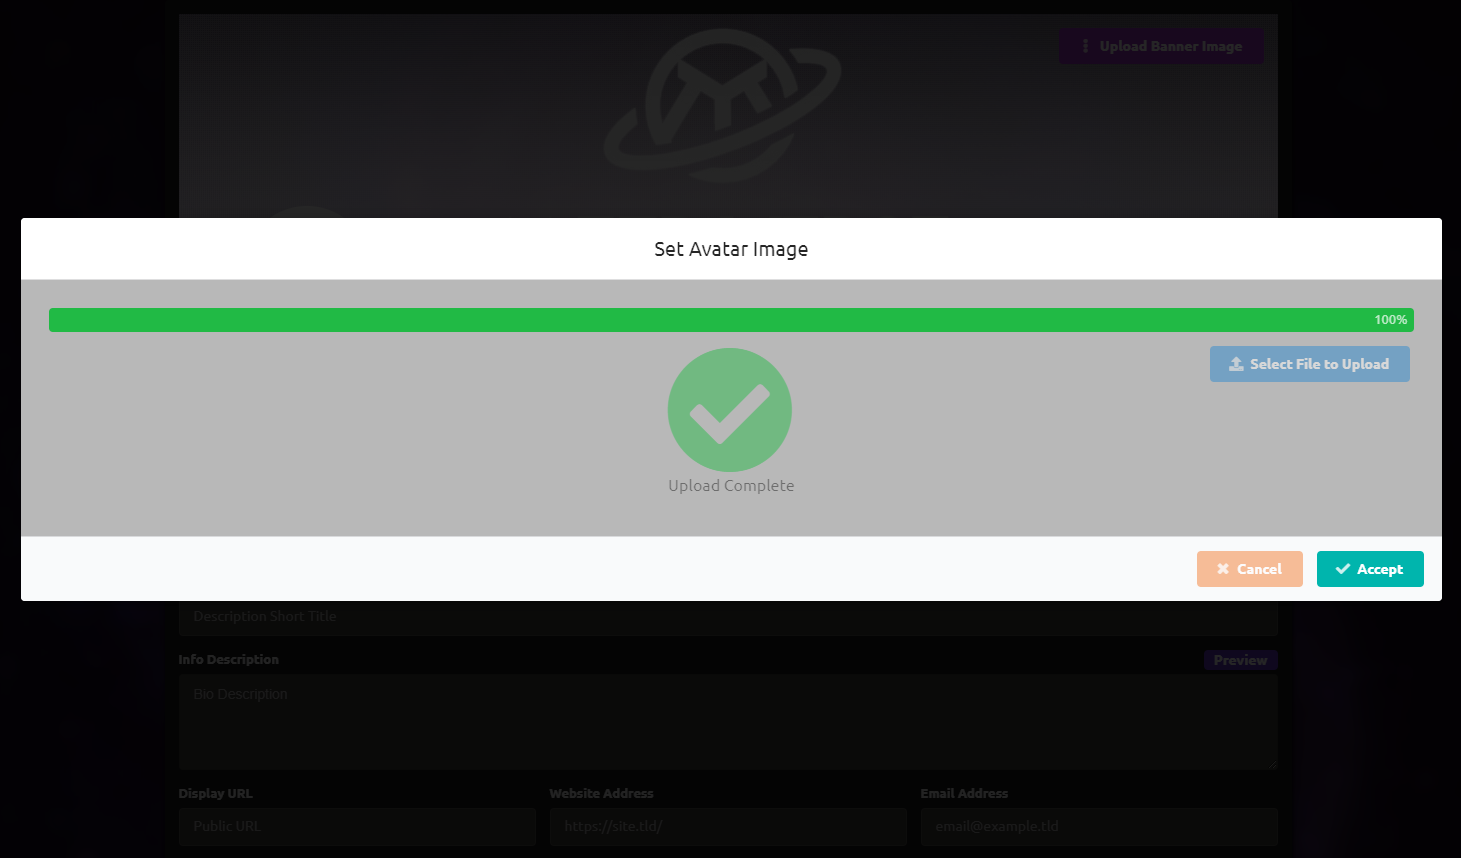 Upload Banner Image
Set Avatar Image
100%
Select File to Upload
Upload Complete
Cancel
Accept
Description Short Title
Info Description
Preview
Bio Description
Display URL
Website Address
Email Address
Public URL
https://site.tld/
email@example.tld